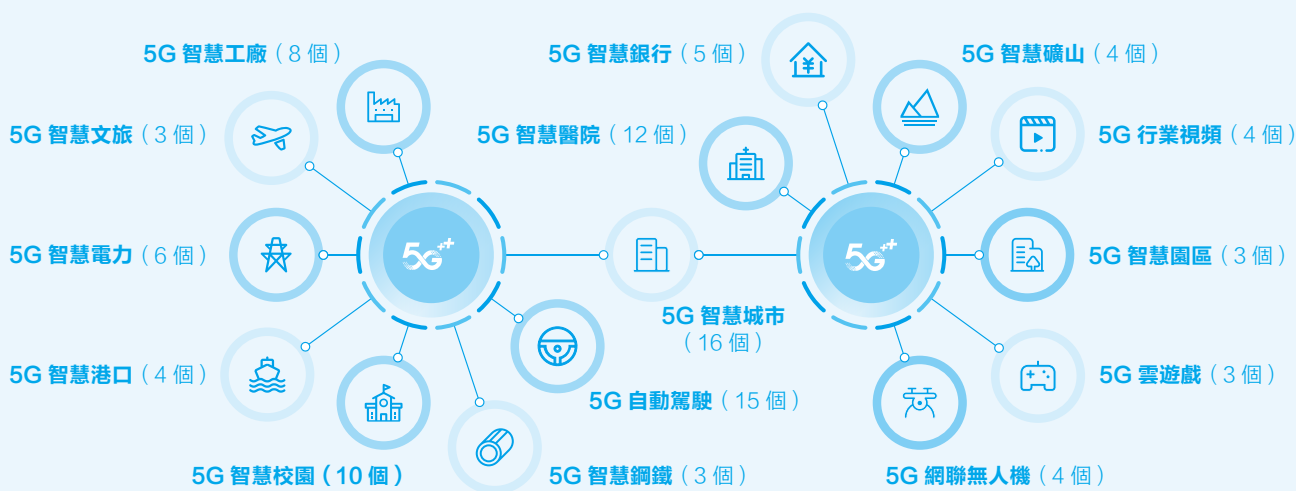 5G 智慧工廠（8 個）
5G 智慧銀行（5 個）
5G 智慧礦山（4 個）
5G 智慧文旅（3 個）
5G 智慧醫院（12 個）
5G 行業視頻（4 個）
5G++
5G++
5G 智慧電力（6 個）
5G 智慧園區（3 個）
5G 智慧城市
（16 個）
5G 智慧港口（4 個）
5G 雲遊戲（3 個）
5G 自動駕駛（15 個）
5G 智慧校園（10 個）
5G 智慧鋼鐵（3 個）
5G 網聯無人機（4 個）